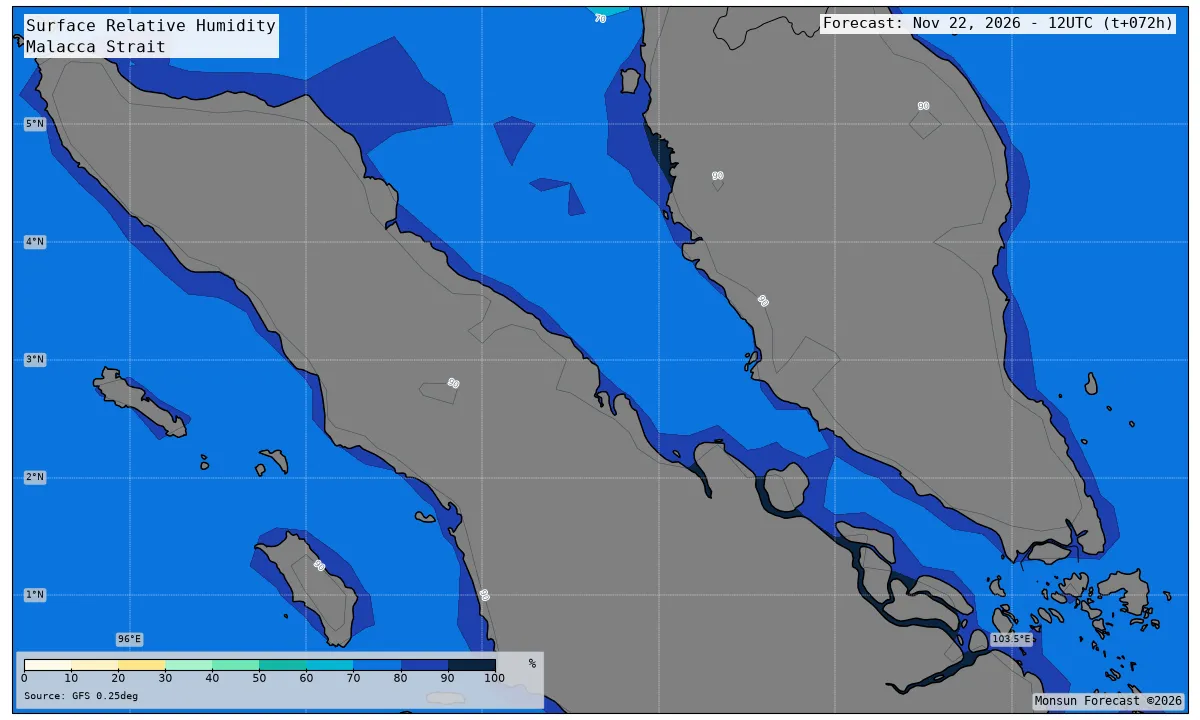 Surface Relative Humidity
Malacca Strait
Forecast: Nov 22, 2026 - 12UTC (t+072h)
70
90
5°N
90
4°N
90
3°N
90
2°N
90
1°N
90
96°E
103.5°E
%
0 10 20 30 40 50 60 70 80 90 100
Source: GFS 0.25deg
Monsun Forecast ©2026